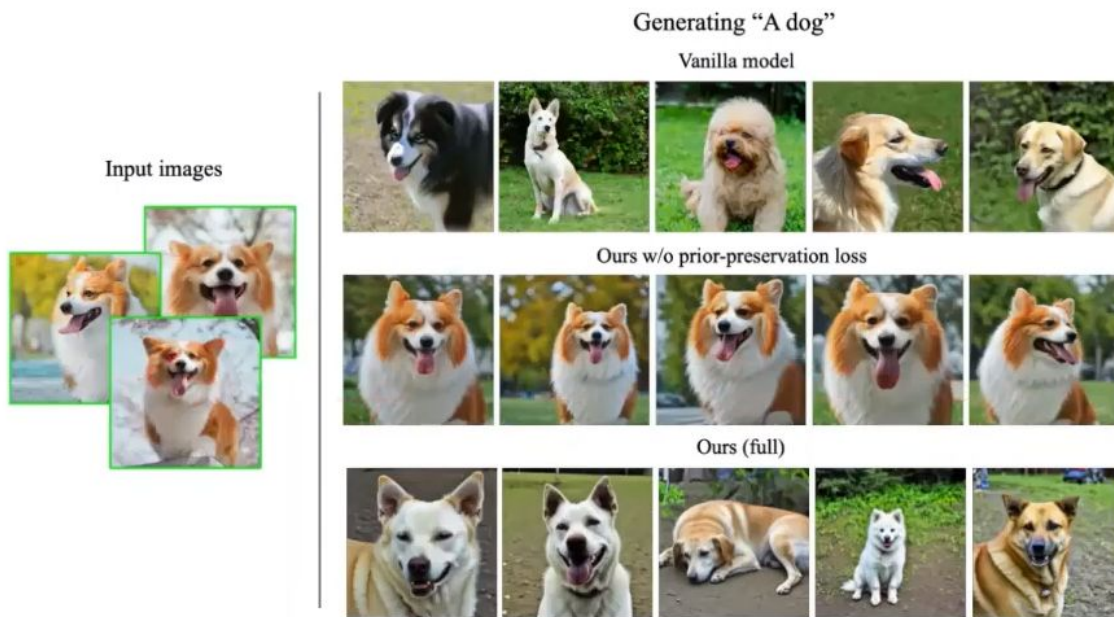 Generating “A dog”
Vanilla model
Input images
Ours w/o prior-preservation loss
Ours (full)